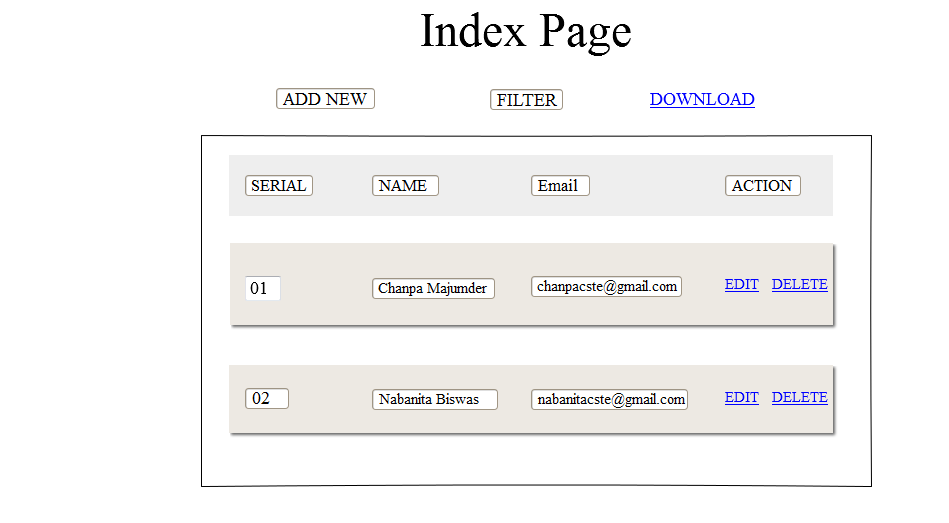 Index Page
ADD NEW FILTER DOWNLOAD
SERIAL NAME Email ACTION
01 Chanpa Majumder chanpacste@gmail.com EDIT DELETE
02 Nabanita Biswas nabanitacste@gmail.com EDIT DELETE